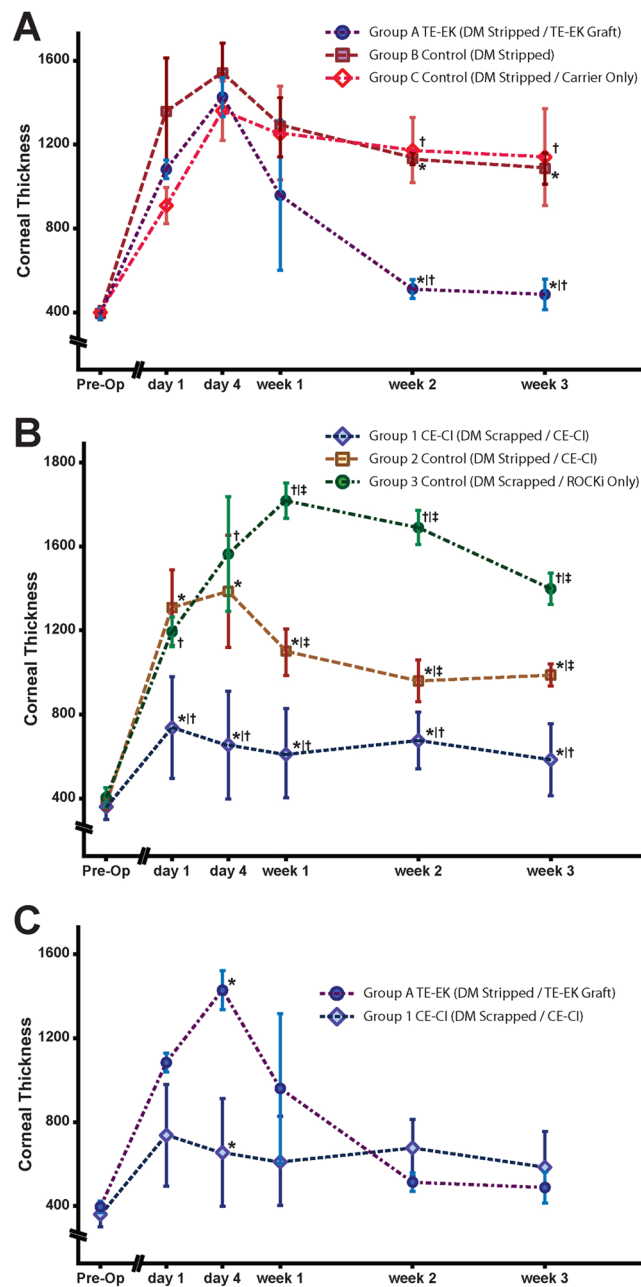 A
Group A TE-EK (DM Stripped / TE-EK Graft)
Group B Control (DM Stripped)
Group C Control (DM Stripped / Carrier Only)
Corneal Thickness
1600
1200
800
400
†
*
†
*
*|†
*|†
Pre-Op
day 1
day 4
week 1
week 2
week 3
B
Group 1 CE-CI (DM Scrapped / CE-CI)
Group 2 Control (DM Stripped / CE-CI)
Group 3 Control (DM Scrapped / ROCKi Only)
Corneal Thickness
1800
1600
1200
800
400
†|‡
†|‡
†
†|‡
*
*
†
*|‡
*|‡
*|‡
*|†
*|†
*|†
*|†
*|†
Pre-Op
day 1
day 4
week 1
week 2
week 3
C
Group A TE-EK (DM Stripped / TE-EK Graft)
Group 1 CE-CI (DM Scrapped / CE-CI)
Corneal Thickness
1600
1200
800
400
*
*
Pre-Op
day 1
day 4
week 1
week 2
week 3